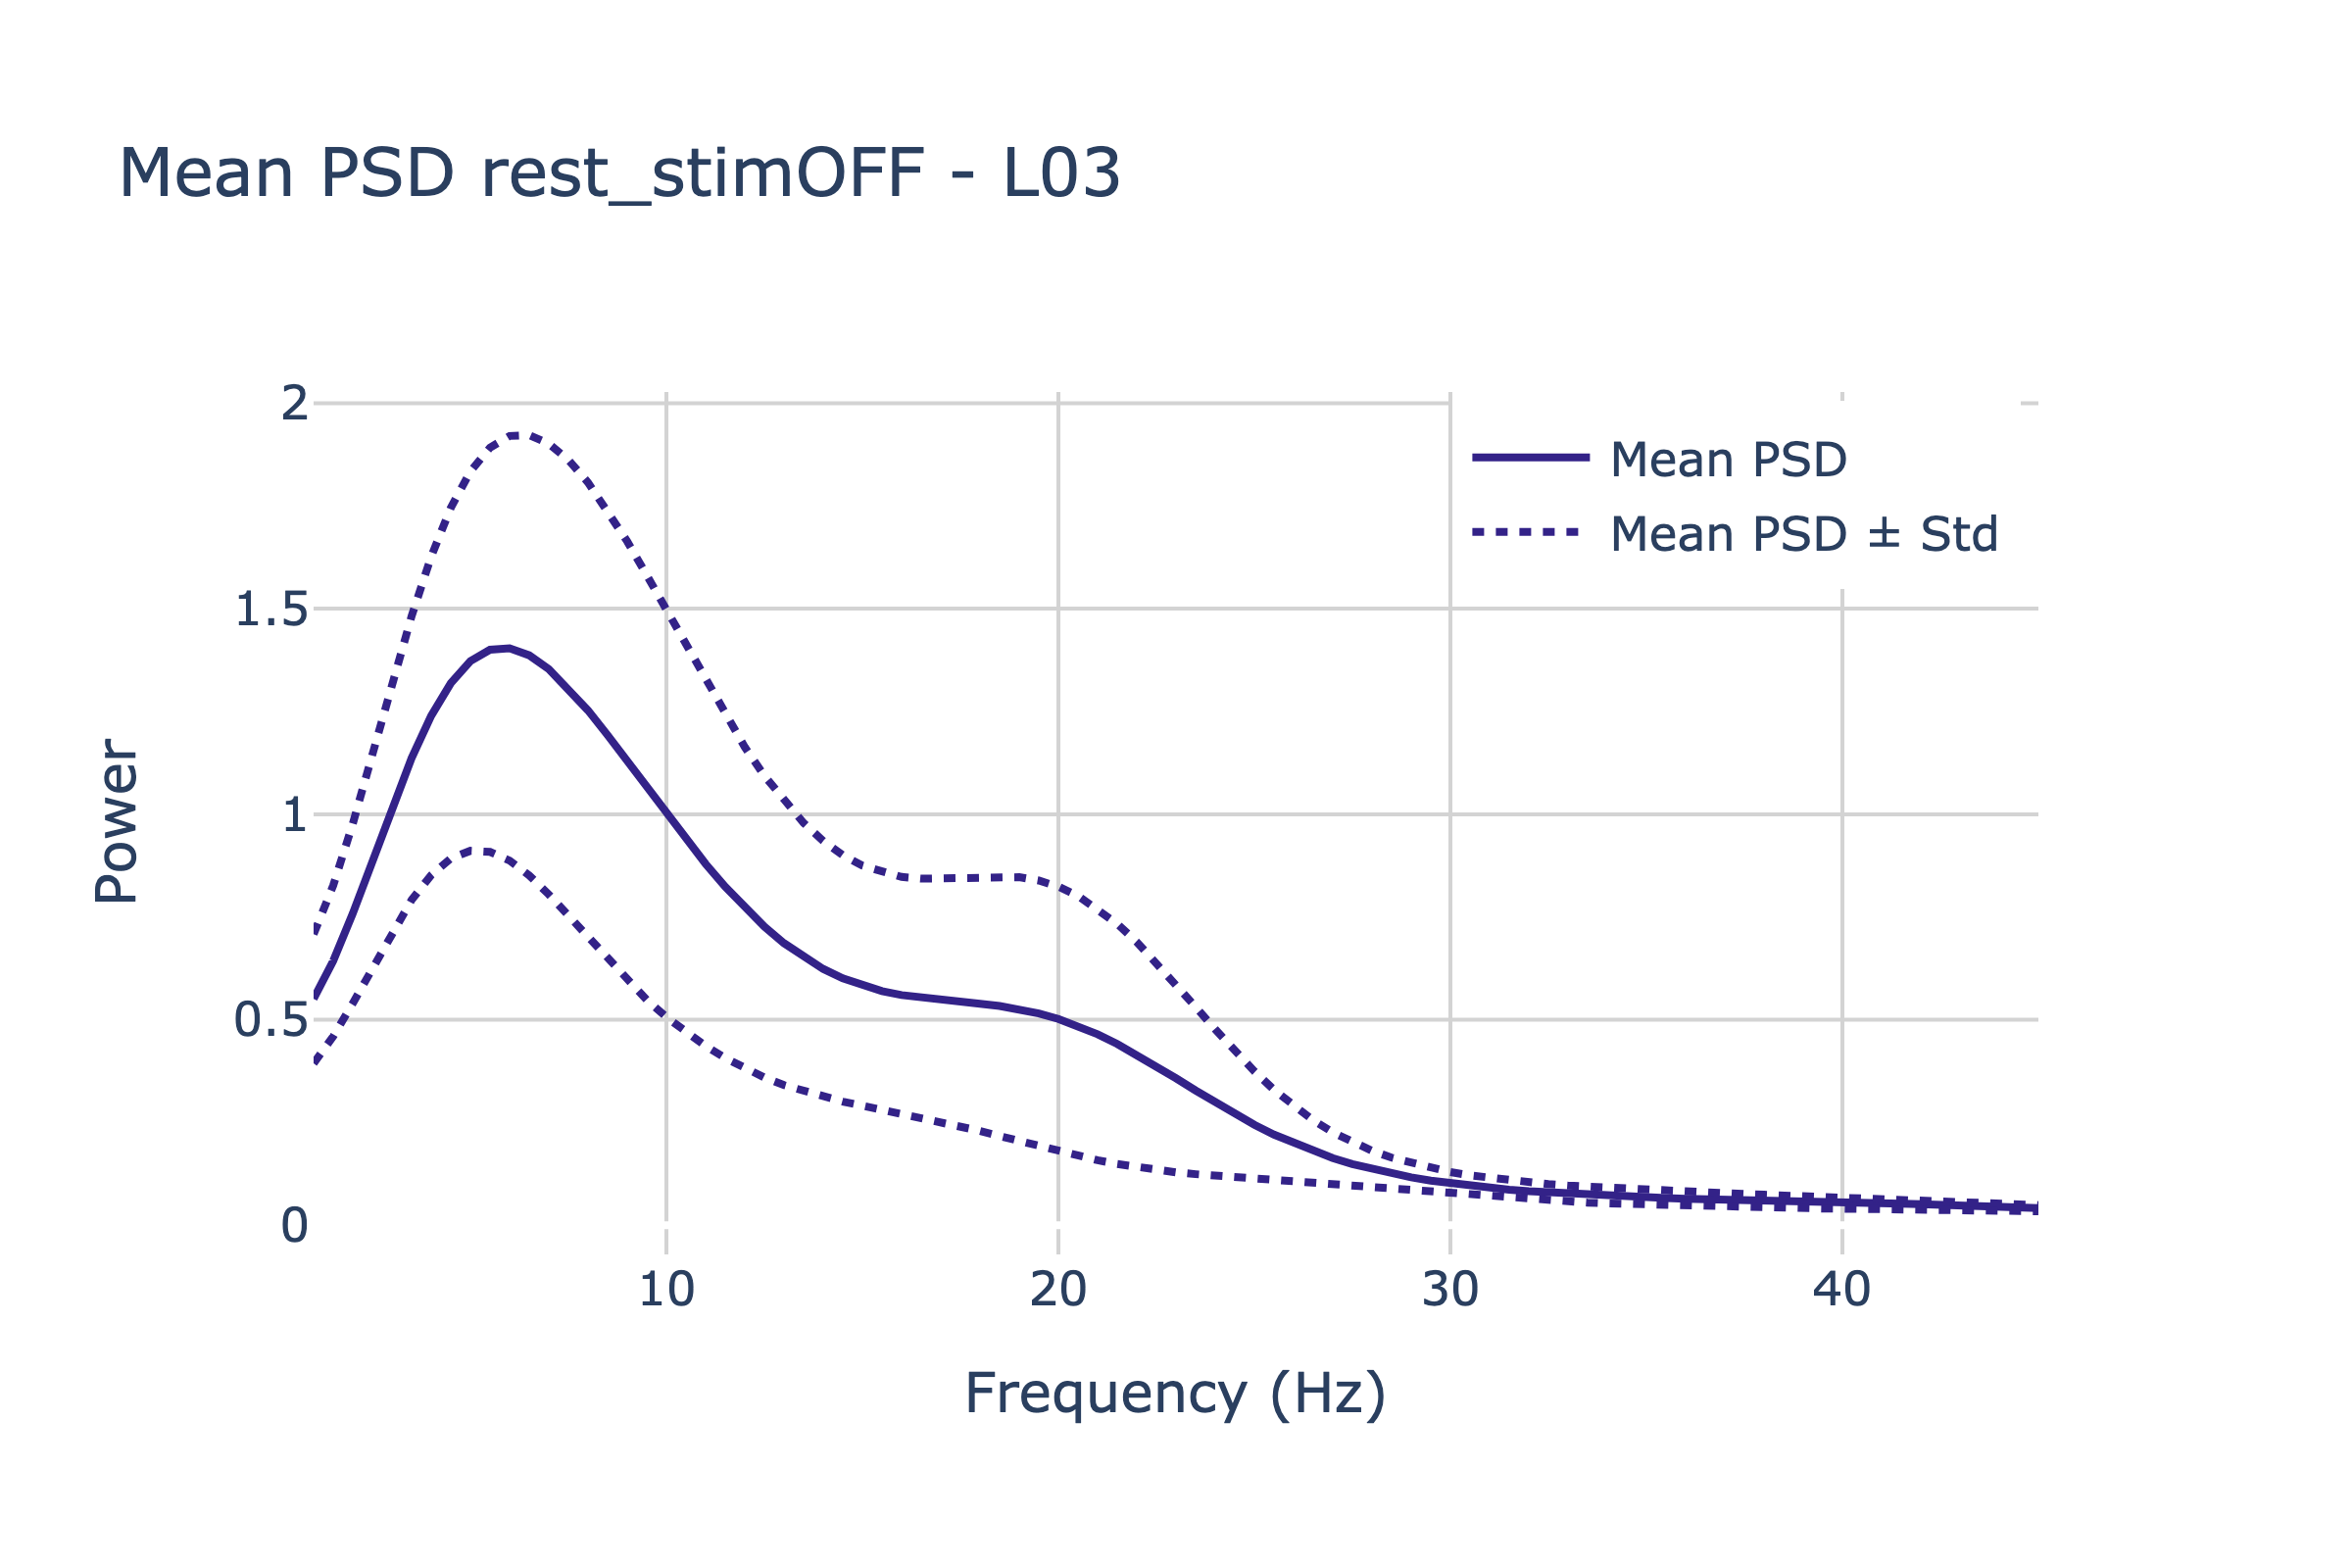 Mean PSD rest_stimOFF - L03
2
1.5
1
0.5
0
Power
Mean PSD
Mean PSD ± Std
10 20 30 40
Frequency (Hz)